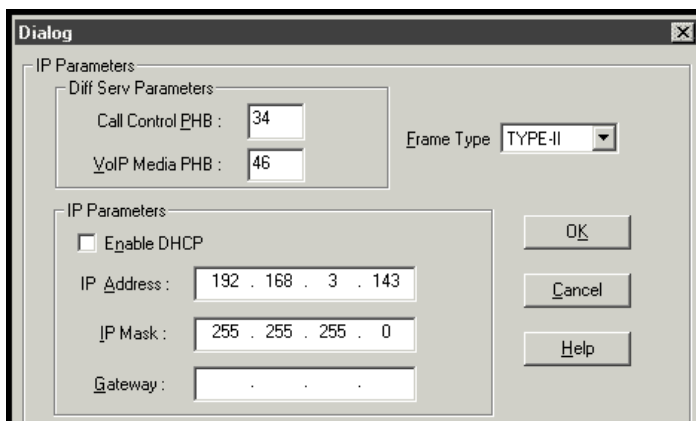 Dialog
IP Parameters
Diff Serv Parameters
Call Control PHB : 34
VoIP Media PHB : 46
Frame Type TYPE-II
IP Parameters
Enable DHCP
IP Address : 192 . 168 . 3 . 143
IP Mask : 255 . 255 . 255 . 0
Gateway : . . .
OK
Cancel
Help